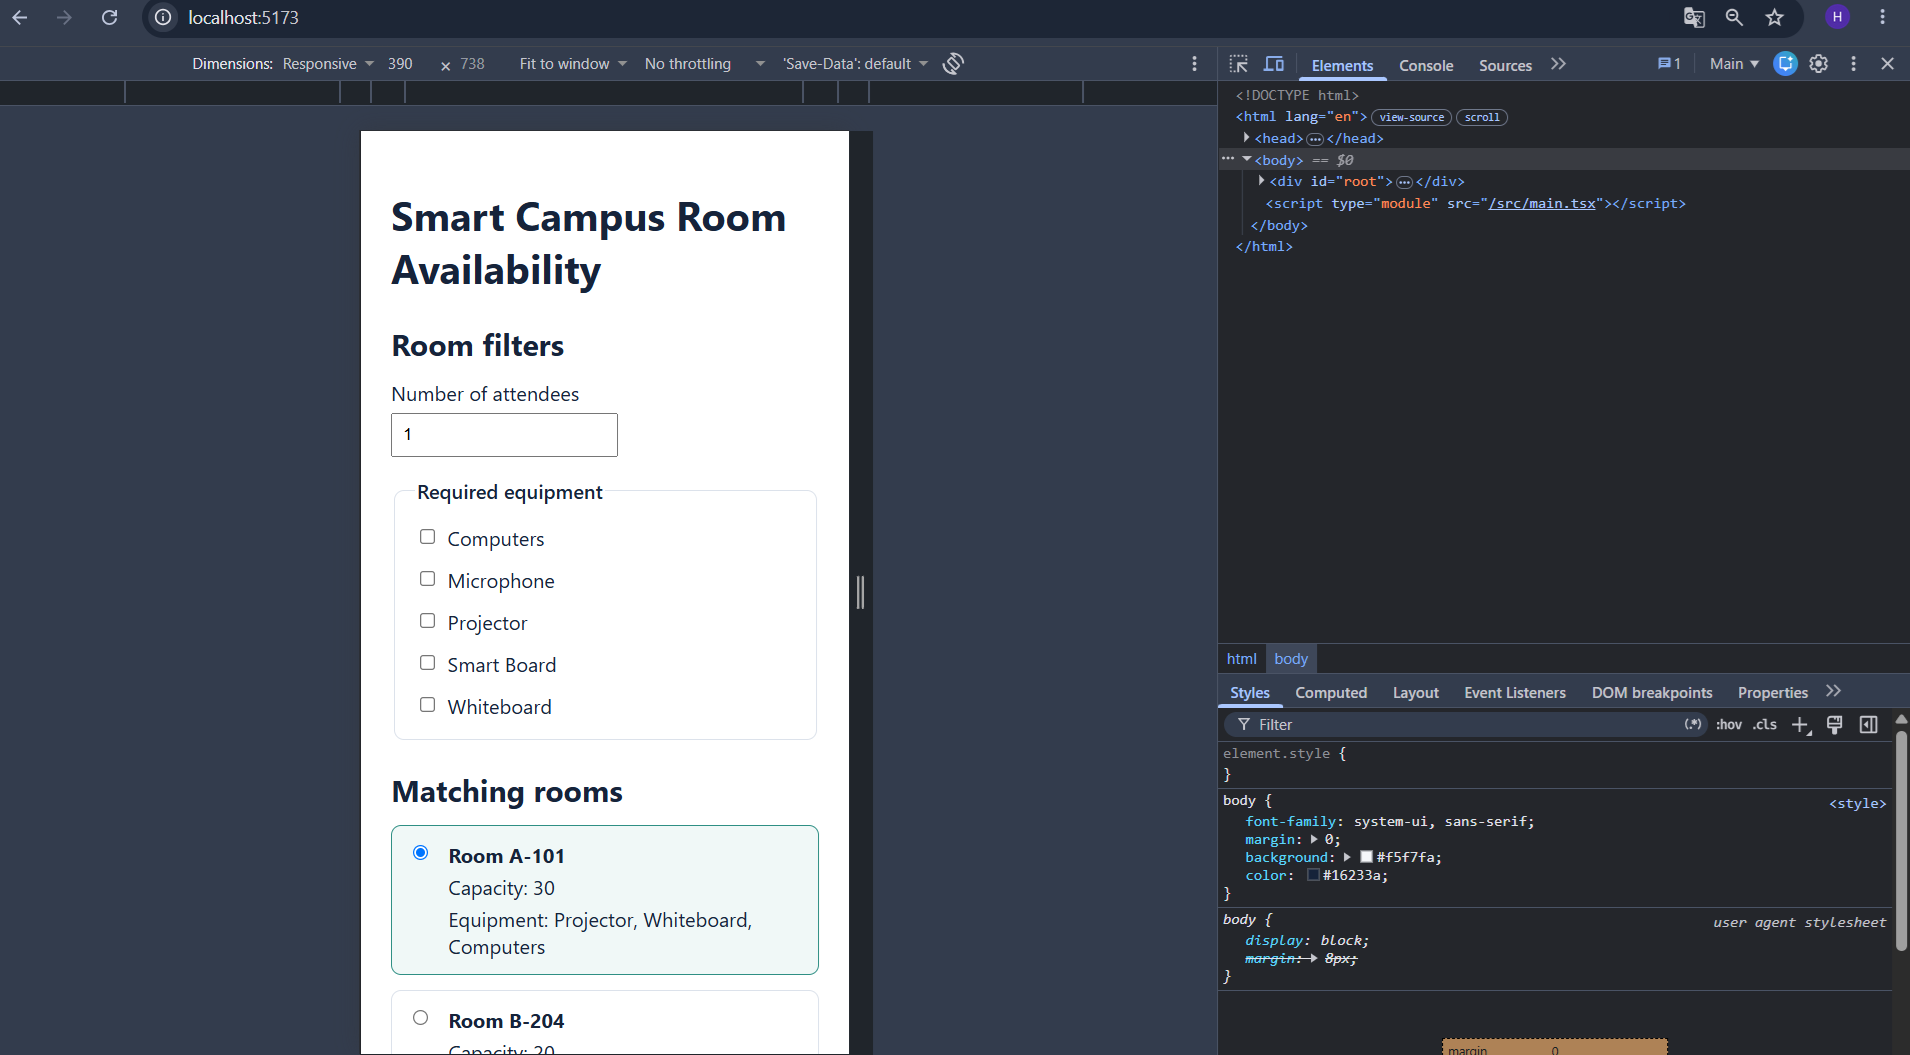 localhost:5173
H
Dimensions: Responsive 390 × 738 Fit to window No throttling 'Save-Data': default
Elements Console Sources 1 Main
Smart Campus Room
Availability
Room filters
Number of attendees
1
Required equipment
Computers
Microphone
Projector
Smart Board
Whiteboard
Matching rooms
Room A-101
Capacity: 30
Equipment: Projector, Whiteboard,
Computers
Room B-204
Capacity: 20
<!DOCTYPE html>
<html lang="en"> view-source scroll
<head> </head>
<body> == $0
<div id="root"> </div>
<script type="module" src="/src/main.tsx"></script>
</body>
</html>
html body
Styles Computed Layout Event Listeners DOM breakpoints Properties
Filter (.*) :hov .cls
element.style {
}
body { <style>
font-family: system-ui, sans-serif;
margin: 0;
background: #f5f7fa;
color: #16233a;
}
body { user agent stylesheet
display: block;
margin: 8px;
}
margin 0